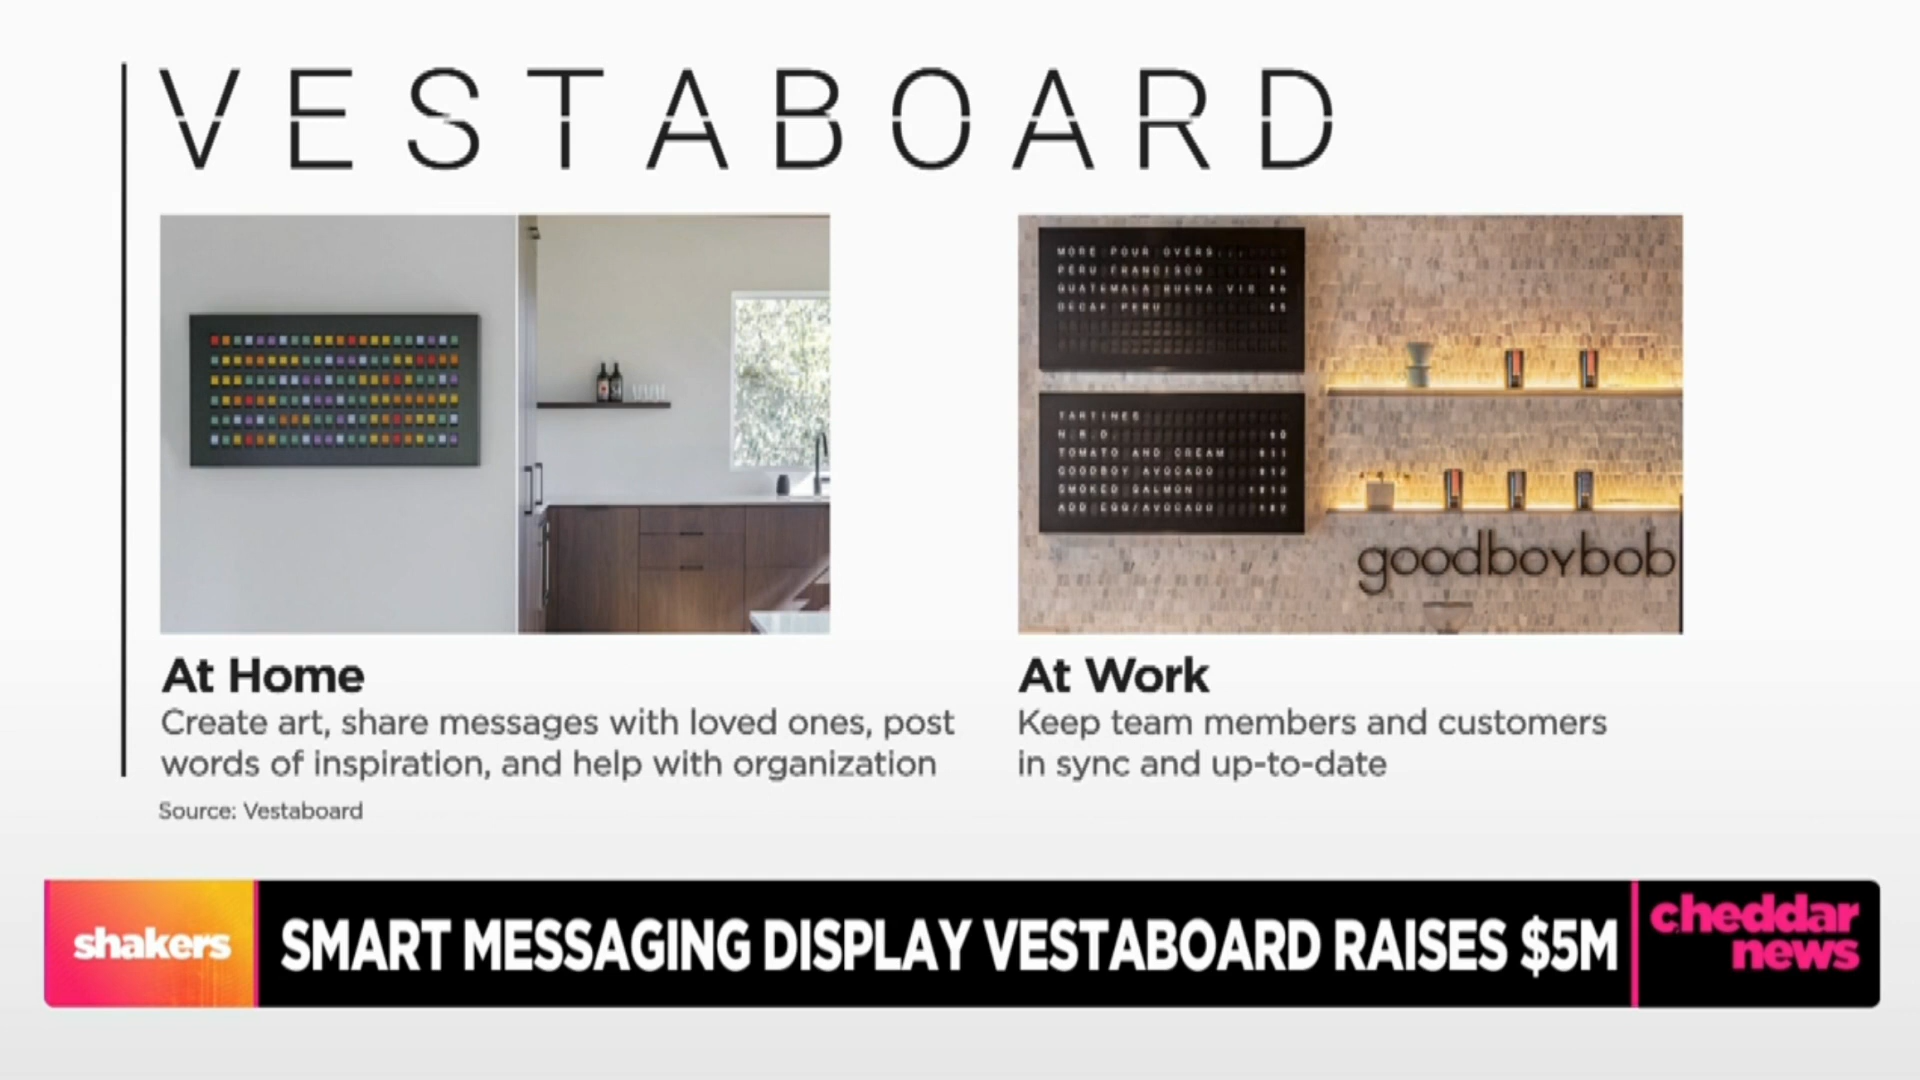 VESTABOARD
MORE POUR OVERS...
PERU FRANCISCO
GUATEMALA BUENA VIS
DECAF PERU
TARTINES
TOMATO AND CREAM
GOODBOY AVOCADO
SMOKED SALMON
ADD EGG/AVOCADO
goodboybob
At Home
Create art, share messages with loved ones, post
words of inspiration, and help with organization
At Work
Keep team members and customers
in sync and up-to-date
Source: Vestaboard
shakers
SMART MESSAGING DISPLAY VESTABOARD RAISES $5M
cheddar
news